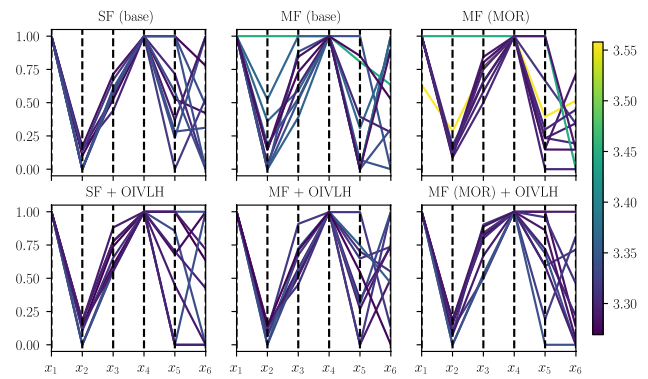 SF (base)
MF (base)
MF (MOR)
1.00
0.75
0.50
0.25
0.00
3.55
3.50
3.45
3.40
3.35
3.30
SF + OIVLH
MF + OIVLH
MF (MOR) + OIVLH
1.00
0.75
0.50
0.25
0.00
x₁ x₂ x₃ x₄ x₅ x₆
x₁ x₂ x₃ x₄ x₅ x₆
x₁ x₂ x₃ x₄ x₅ x₆